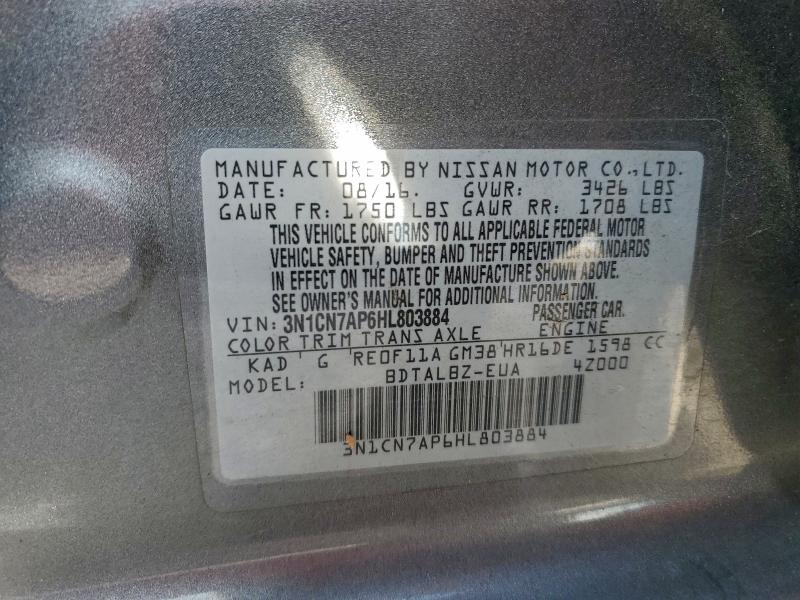 MANUFACTURED BY NISSAN MOTOR CO.,LTD.
DATE: 08/16. GVWR: 3426 LBS
GAWR FR: 1750 LBS GAWR RR: 1708 LBS
THIS VEHICLE CONFORMS TO ALL APPLICABLE FEDERAL MOTOR
VEHICLE SAFETY, BUMPER AND THEFT PREVENTION STANDARDS
IN EFFECT ON THE DATE OF MANUFACTURE SHOWN ABOVE.
SEE OWNER'S MANUAL FOR ADDITIONAL INFORMATION.
VIN: 3N1CN7AP6HL803884 PASSENGER CAR.
COLOR TRIM TRANS AXLE ENGINE
KAD G RE0F11A GM38 HR16DE 1598 CC
MODEL: BDTALBZ-EUA 4Z000
3N1CN7AP6HL803884